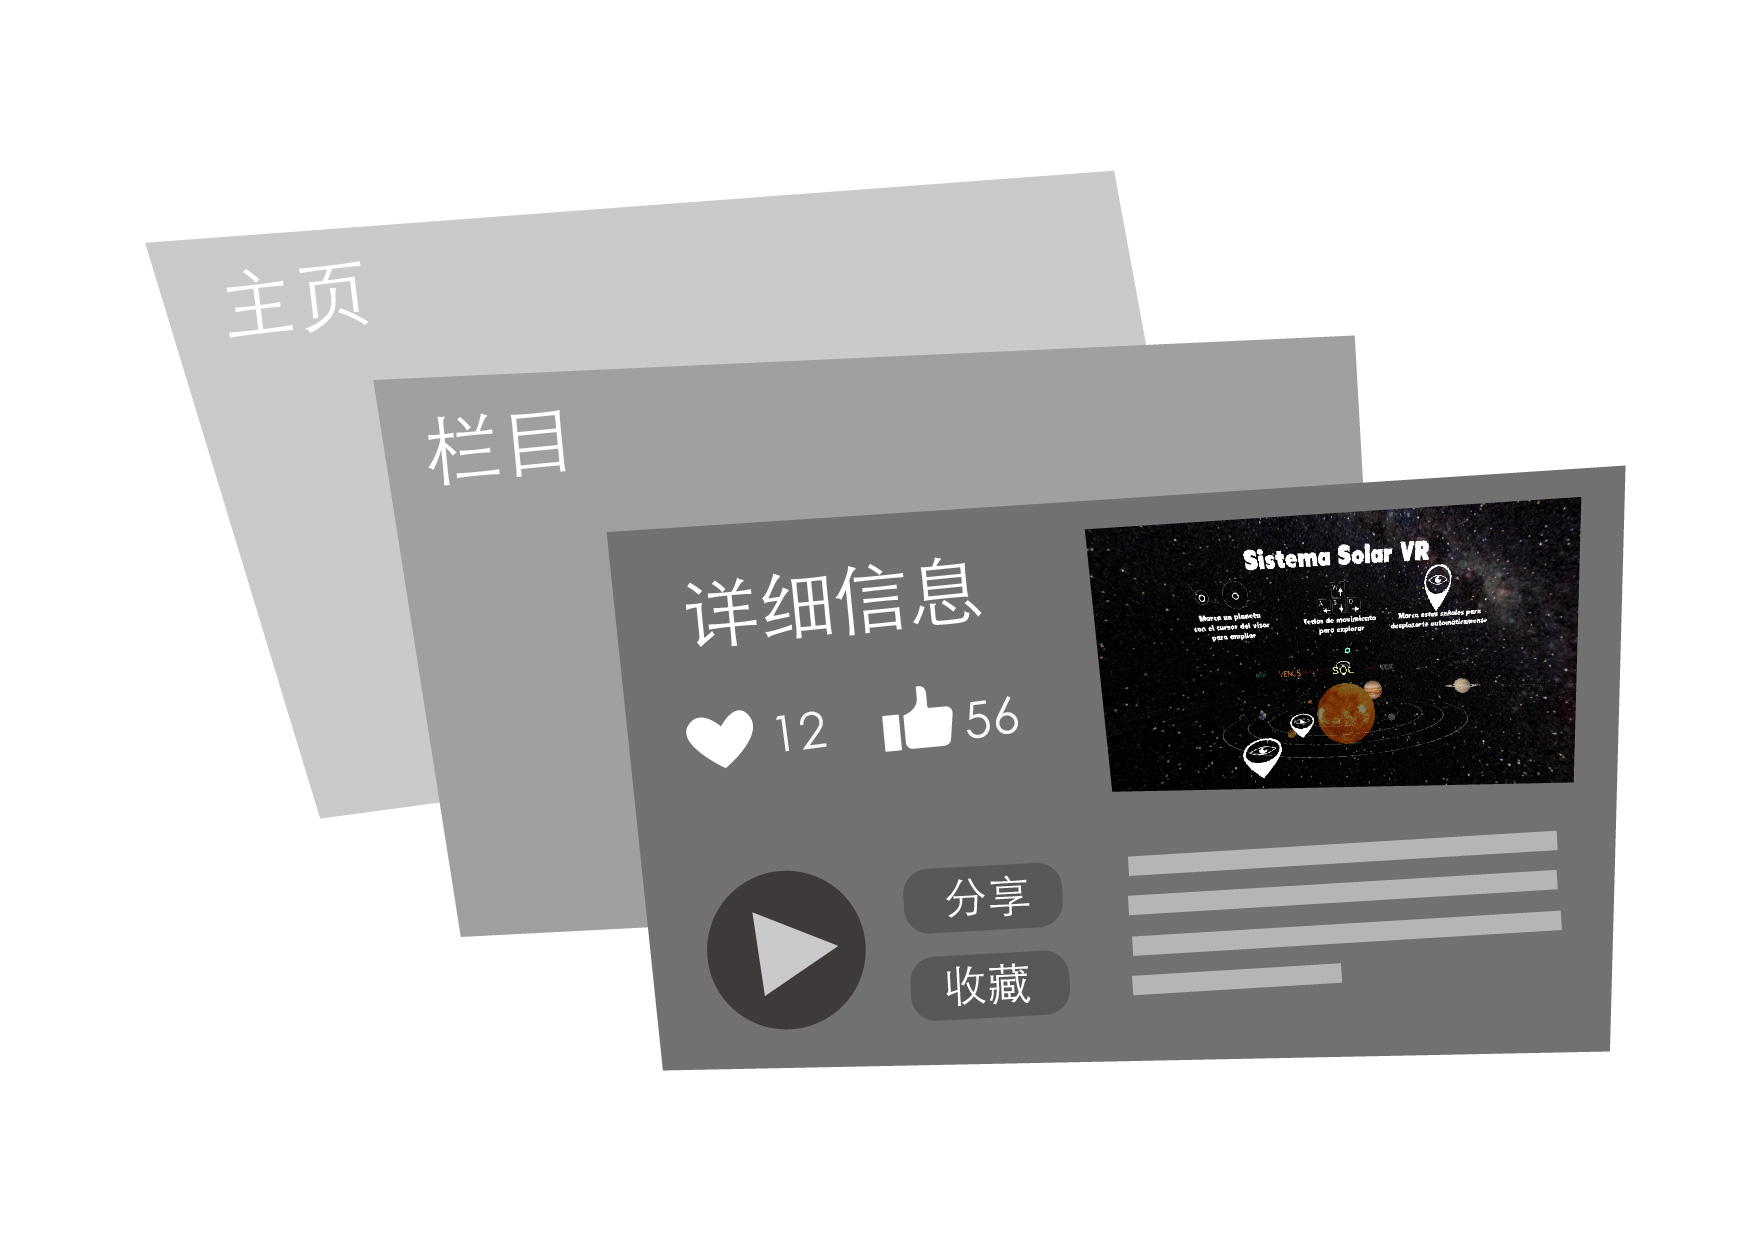 主页
栏目
详细信息
12
56
分享
收藏
Sistema Solar VR
Marca un planeta
con el cursor del visor
para ampliar
Teclas de movimiento
para explorar
Marca estas señales para
desplazarte automáticamente
W
A S D
VENUS
SOL